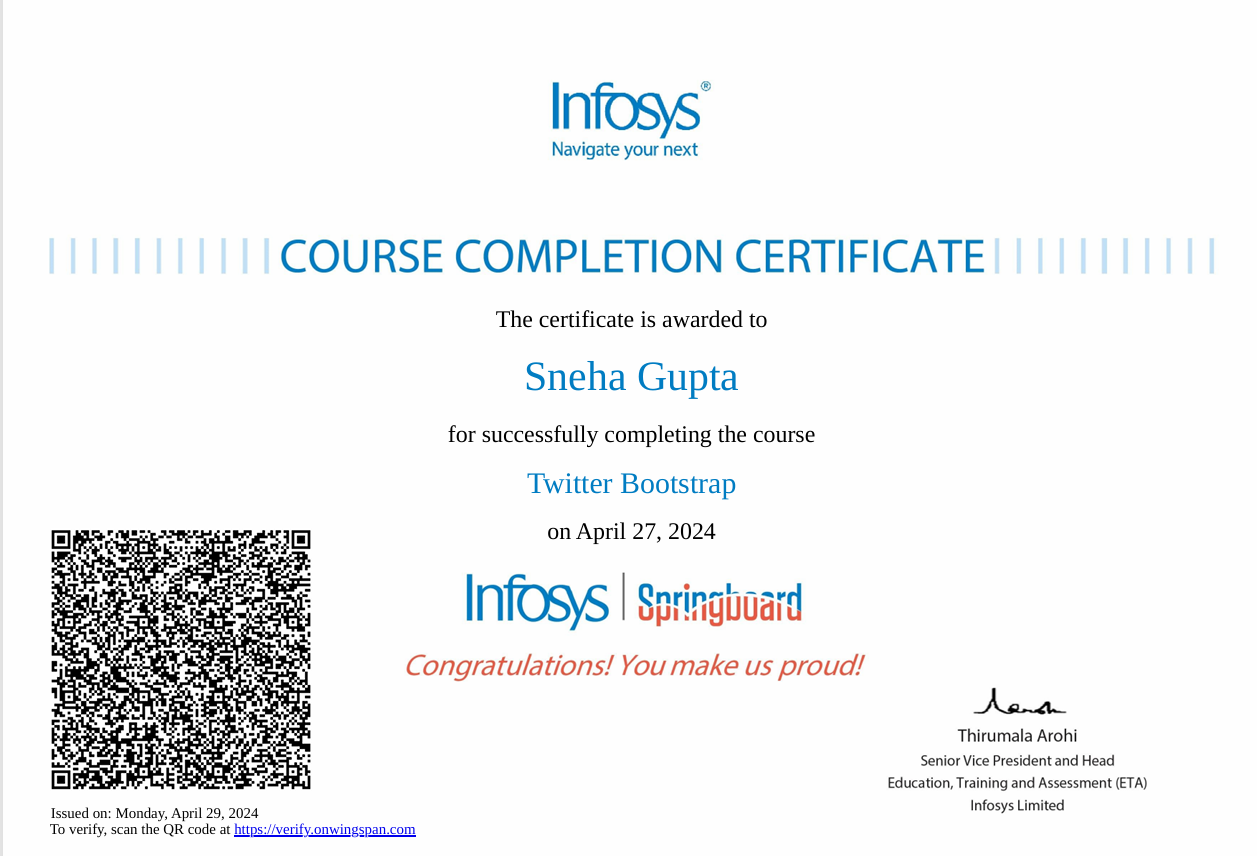 Infosys®
Navigate your next
COURSE COMPLETION CERTIFICATE
The certificate is awarded to
Sneha Gupta
for successfully completing the course
Twitter Bootstrap
on April 27, 2024
Infosys | Springboard
Congratulations! You make us proud!
Thirumala Arohi
Senior Vice President and Head
Education, Training and Assessment (ETA)
Infosys Limited
Issued on: Monday, April 29, 2024
To verify, scan the QR code at https://verify.onwingspan.com